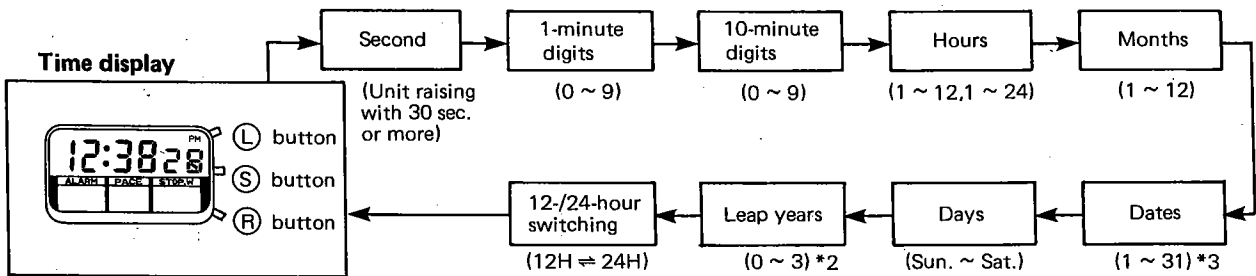 Time display
Second
(Unit raising
with 30 sec.
or more)
1-minute
digits
(0 ~ 9)
10-minute
digits
(0 ~ 9)
Hours
(1 ~ 12,1 ~ 24)
Months
(1 ~ 12)
PM
12:38 28
ALARM PACE STOP.W
L button
S button
R button
Dates
(1 ~ 31) *3
Days
(Sun. ~ Sat.)
Leap years
(0 ~ 3) *2
12-/24-hour
switching
(12H ⇌ 24H)